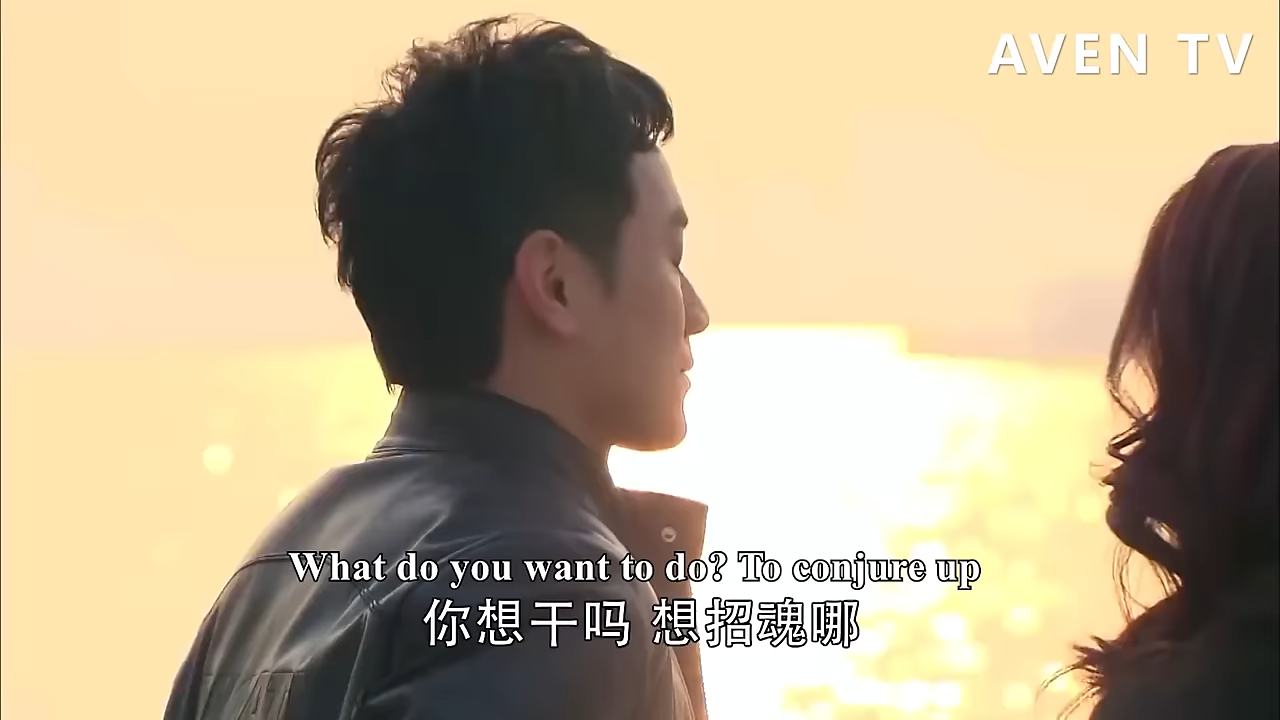 AVEN TV
What do you want to do? To conjure up
你想干吗 想招魂哪